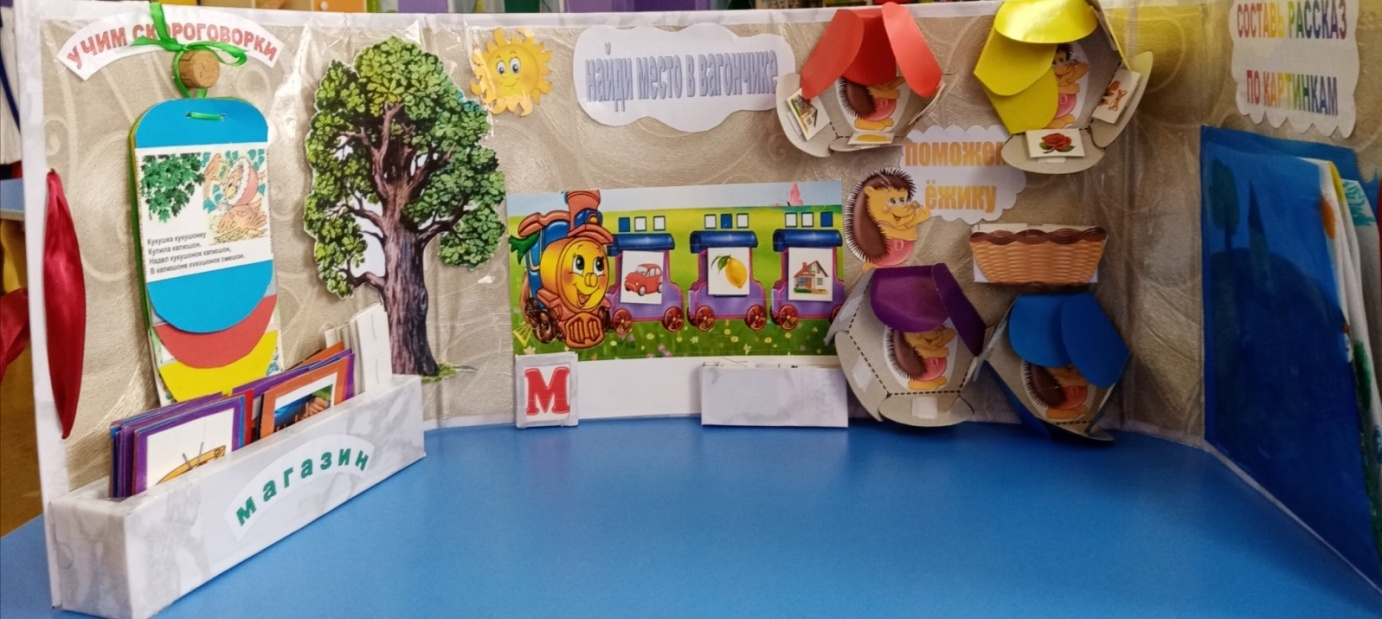 УЧИМ СКОРОГОВОРКИ
Кукушка кукушонку
Купила капюшон.
Надел кукушонок капюшон,
В капюшоне кукушонок смешон.
магазин
найди место в вагончике
М
поможем
ёжику
СОСТАВЬ РАССКАЗ
ПО КАРТИНКАМ